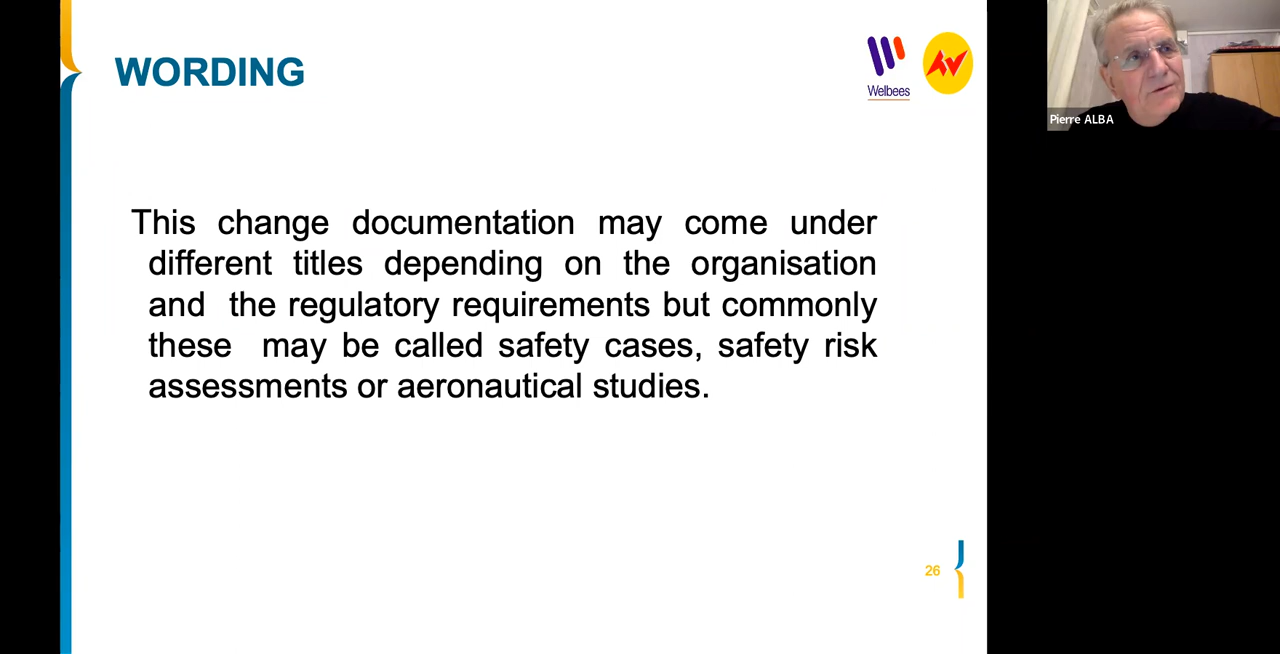 WORDING
Welbees
Pierre ALBA
This change documentation may come under
different titles depending on the organisation
and the regulatory requirements but commonly
these may be called safety cases, safety risk
assessments or aeronautical studies.
26